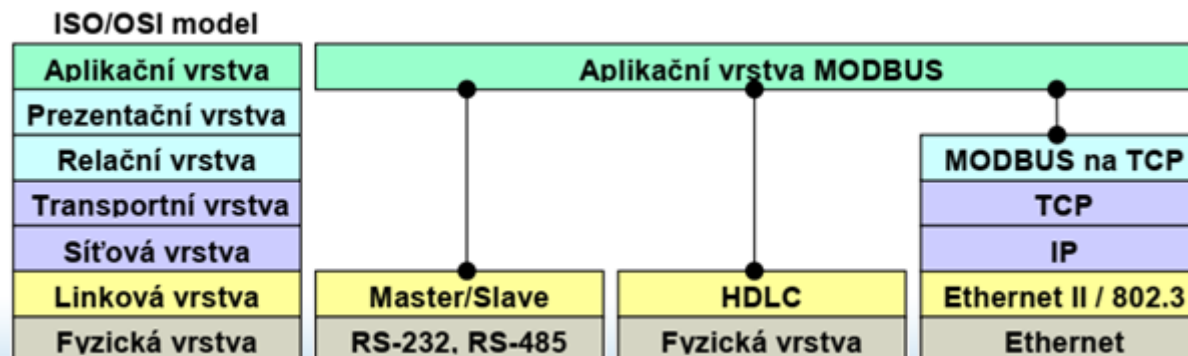 ISO/OSI model
Aplikační vrstva
Aplikační vrstva MODBUS
Prezentační vrstva
Relační vrstva
MODBUS na TCP
Transportní vrstva
TCP
Síťová vrstva
IP
Linková vrstva
Master/Slave
HDLC
Ethernet II / 802.3
Fyzická vrstva
RS-232, RS-485
Fyzická vrstva
Ethernet